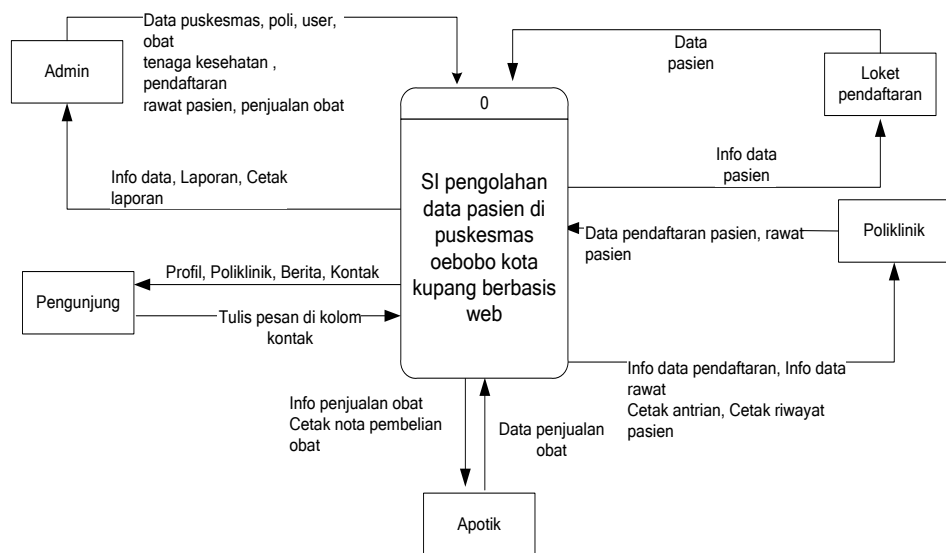 Data puskesmas, poli, user,
obat
tenaga kesehatan ,
pendaftaran
rawat pasien, penjualan obat
Admin
Info data, Laporan, Cetak
laporan
Data
pasien
Loket
pendaftaran
Info data
pasien
0
SI pengolahan
data pasien di
puskesmas
oebobo kota
kupang berbasis
web
Data pendaftaran pasien, rawat
pasien
Poliklinik
Profil, Poliklinik, Berita, Kontak
Pengunjung
Tulis pesan di kolom
kontak
Info data pendaftaran, Info data
rawat
Cetak antrian, Cetak riwayat
pasien
Info penjualan obat
Cetak nota pembelian
obat
Data penjualan
obat
Apotik